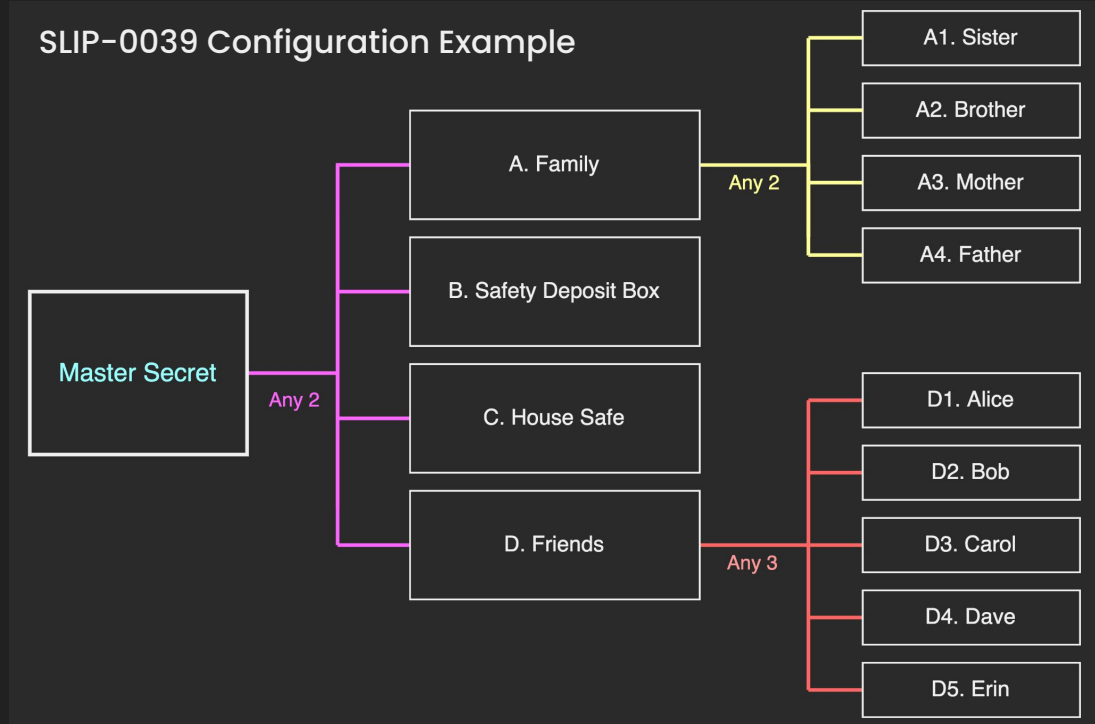 SLIP-0039 Configuration Example
Master Secret
Any 2
A. Family
B. Safety Deposit Box
C. House Safe
D. Friends
Any 2
A1. Sister
A2. Brother
A3. Mother
A4. Father
Any 3
D1. Alice
D2. Bob
D3. Carol
D4. Dave
D5. Erin